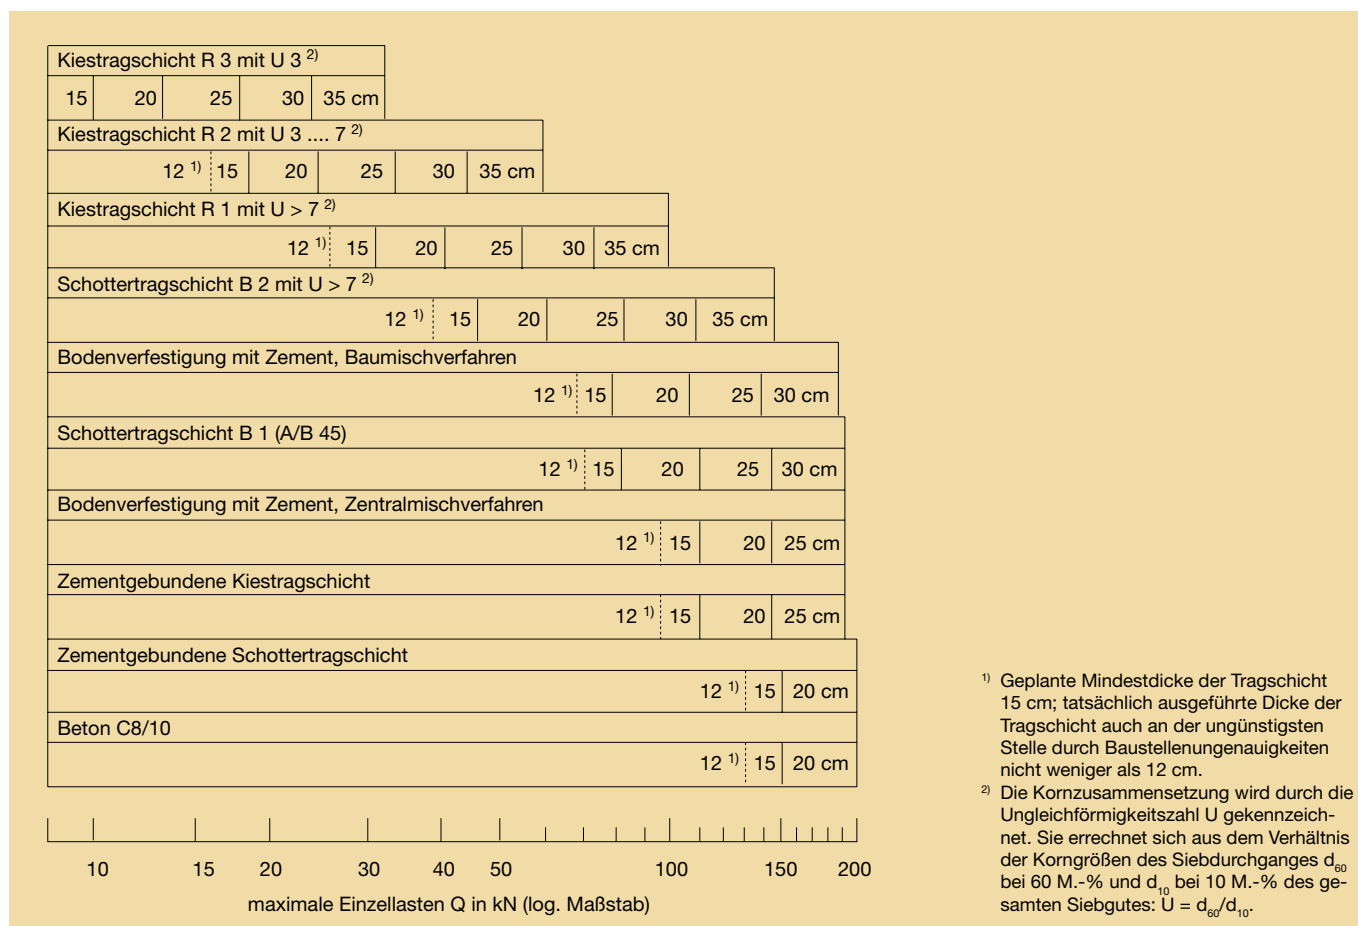 Kiestragschicht R 3 mit U 3 ²⁾
15 20 25 30 35 cm
Kiestragschicht R 2 mit U 3 .... 7 ²⁾
12 ¹⁾ 15 20 25 30 35 cm
Kiestragschicht R 1 mit U > 7 ²⁾
12 ¹⁾ 15 20 25 30 35 cm
Schottertragschicht B 2 mit U > 7 ²⁾
12 ¹⁾ 15 20 25 30 35 cm
Bodenverfestigung mit Zement, Baumischverfahren
12 ¹⁾ 15 20 25 30 cm
Schottertragschicht B 1 (A/B 45)
12 ¹⁾ 15 20 25 30 cm
Bodenverfestigung mit Zement, Zentralmischverfahren
12 ¹⁾ 15 20 25 cm
Zementgebundene Kiestragschicht
12 ¹⁾ 15 20 25 cm
Zementgebundene Schottertragschicht
12 ¹⁾ 15 20 cm
Beton C8/10
12 ¹⁾ 15 20 cm
10 15 20 30 40 50 100 150 200
maximale Einzellasten Q in kN (log. Maßstab)
¹⁾ Geplante Mindestdicke der Tragschicht
15 cm; tatsächlich ausgeführte Dicke der
Tragschicht auch an der ungünstigsten
Stelle durch Baustellenungenauigkeiten
nicht weniger als 12 cm.
²⁾ Die Kornzusammensetzung wird durch die
Ungleichförmigkeitszahl U gekennzeich-
net. Sie errechnet sich aus dem Verhältnis
der Korngrößen des Siebdurchganges d₆₀
bei 60 M.-% und d₁₀ bei 10 M.-% des ge-
samten Siebgutes: U = d₆₀/d₁₀.